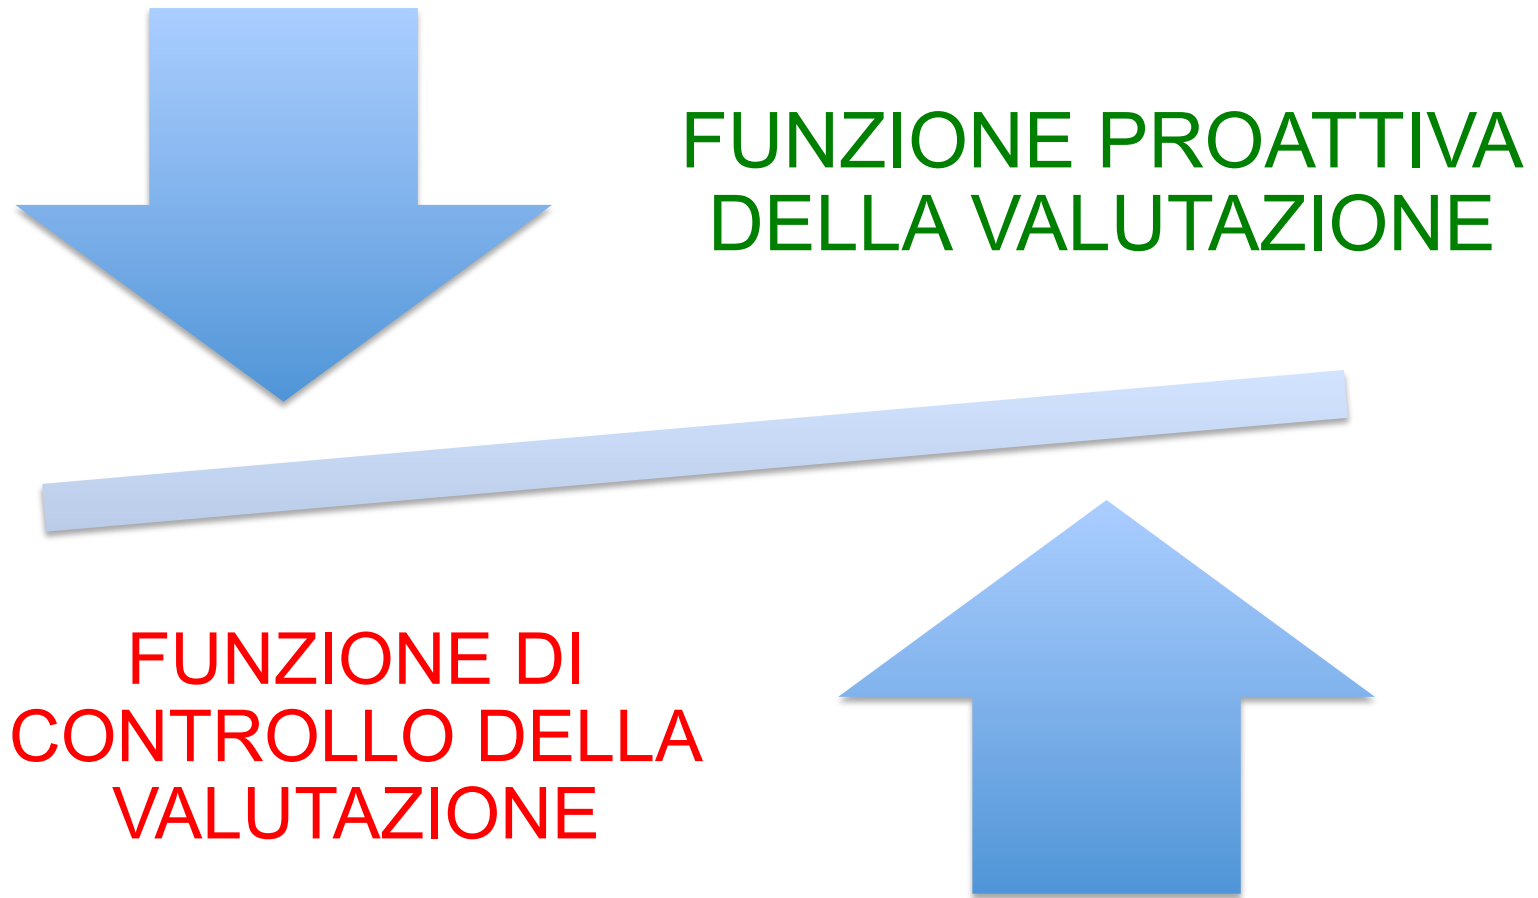 FUNZIONE PROATTIVA
DELLA VALUTAZIONE
FUNZIONE DI
CONTROLLO DELLA
VALUTAZIONE